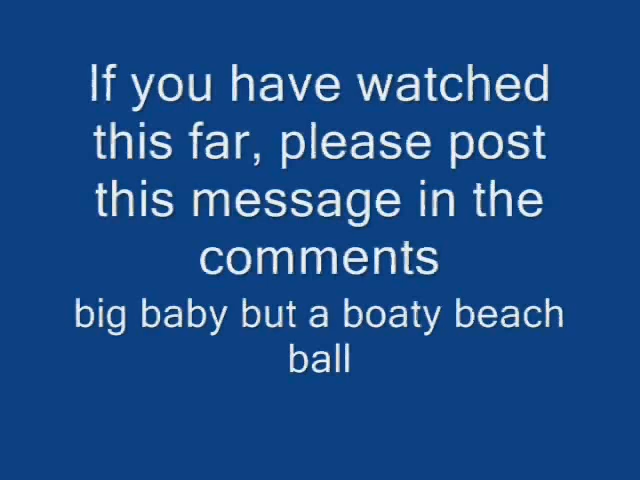 If you have watched
this far, please post
this message in the
comments
big baby but a boaty beach
ball